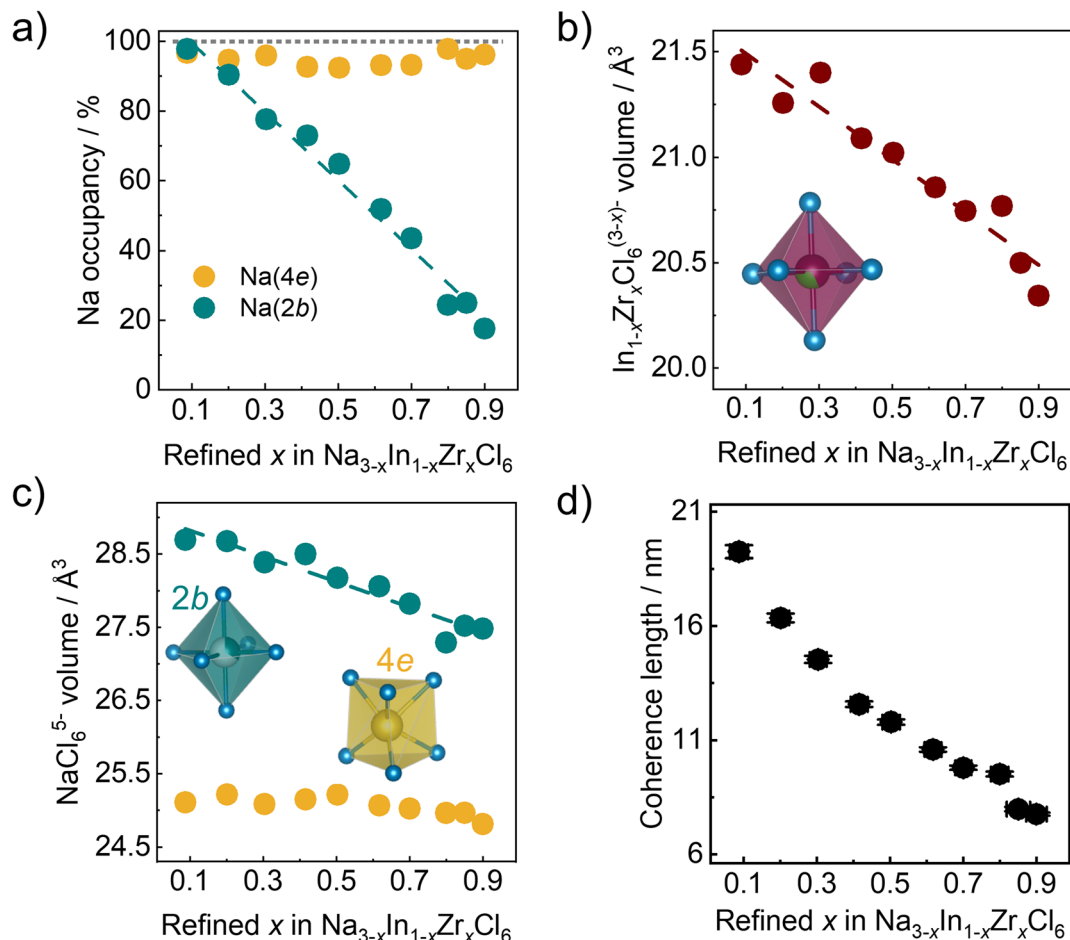 a)
Na occupancy / %
100
80
60
40
20
0
Na(4e)
Na(2b)
0.1 0.3 0.5 0.7 0.9
Refined x in Na3-xIn1-xZrxCl6
b)
In1-xZrxCl6(3-x)- volume / Å3
21.5
21.0
20.5
20.0
0.1 0.3 0.5 0.7 0.9
Refined x in Na3-xIn1-xZrxCl6
c)
NaCl65- volume / Å3
28.5
27.5
26.5
25.5
24.5
2b
4e
0.1 0.3 0.5 0.7 0.9
Refined x in Na3-xIn1-xZrxCl6
d)
Coherence length / nm
21
16
11
6
0.1 0.3 0.5 0.7 0.9
Refined x in Na3-xIn1-xZrxCl6